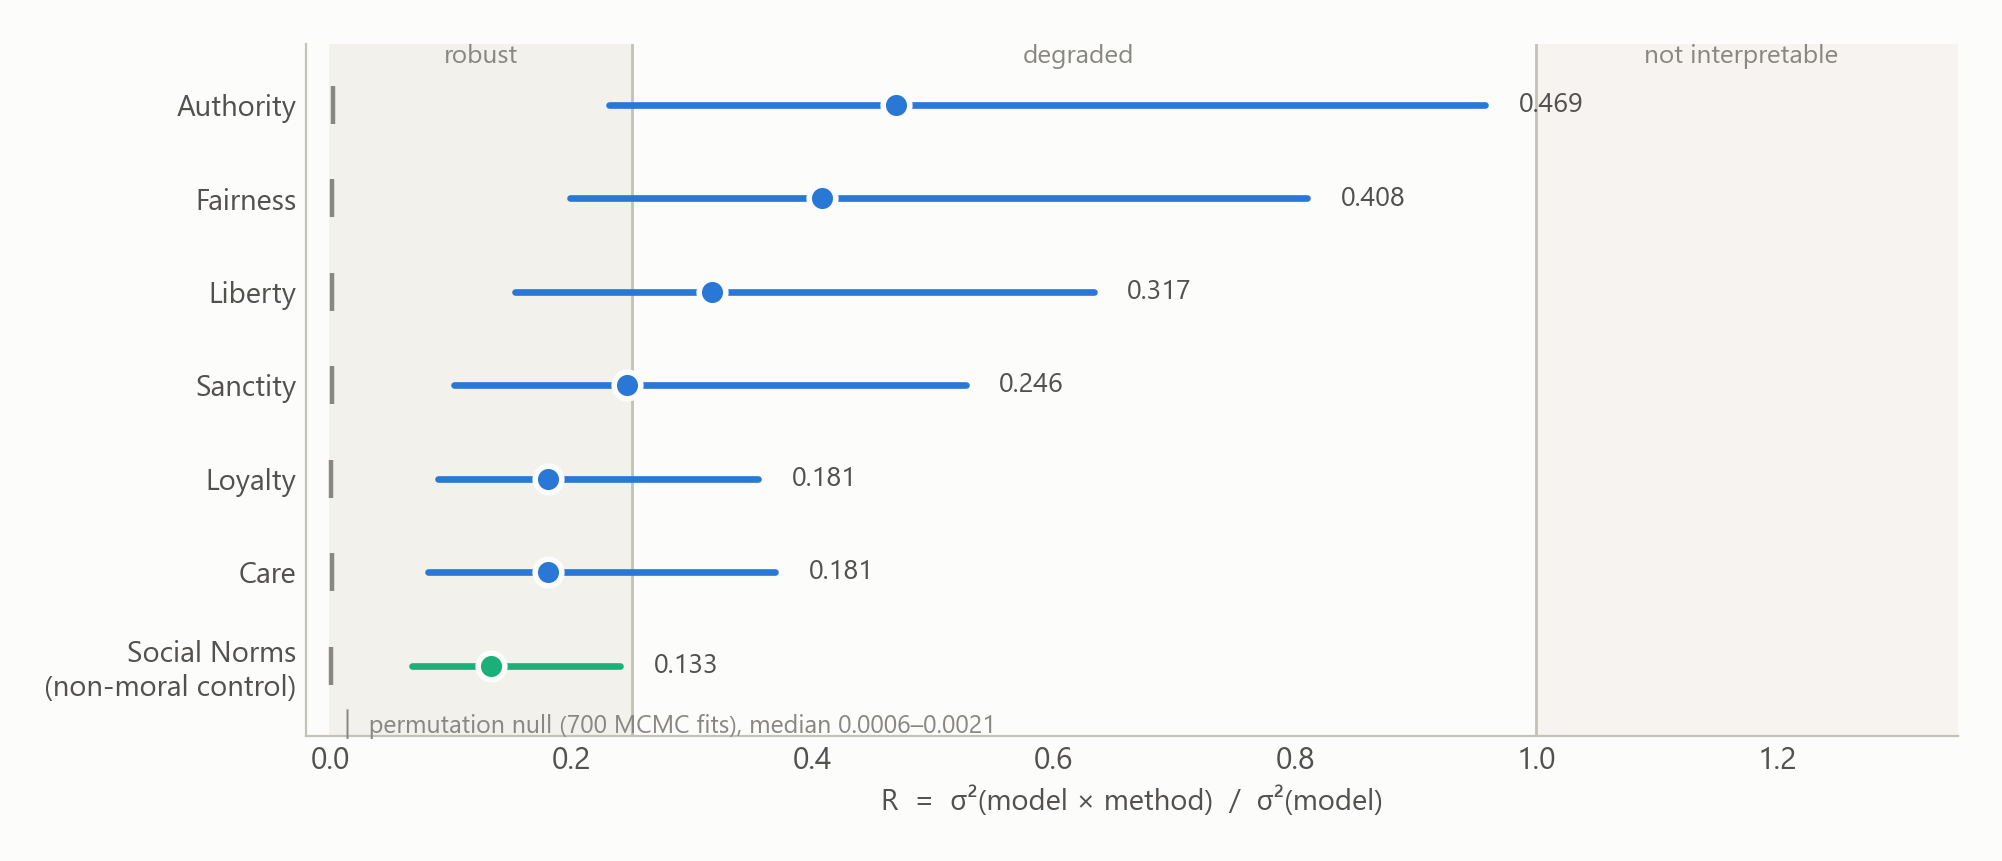 robust
degraded
not interpretable
Authority
0.469
Fairness
0.408
Liberty
0.317
Sanctity
0.246
Loyalty
0.181
Care
0.181
Social Norms
(non-moral control)
0.133
permutation null (700 MCMC fits), median 0.0006–0.0021
0.0 0.2 0.4 0.6 0.8 1.0 1.2
R = σ²(model × method) / σ²(model)